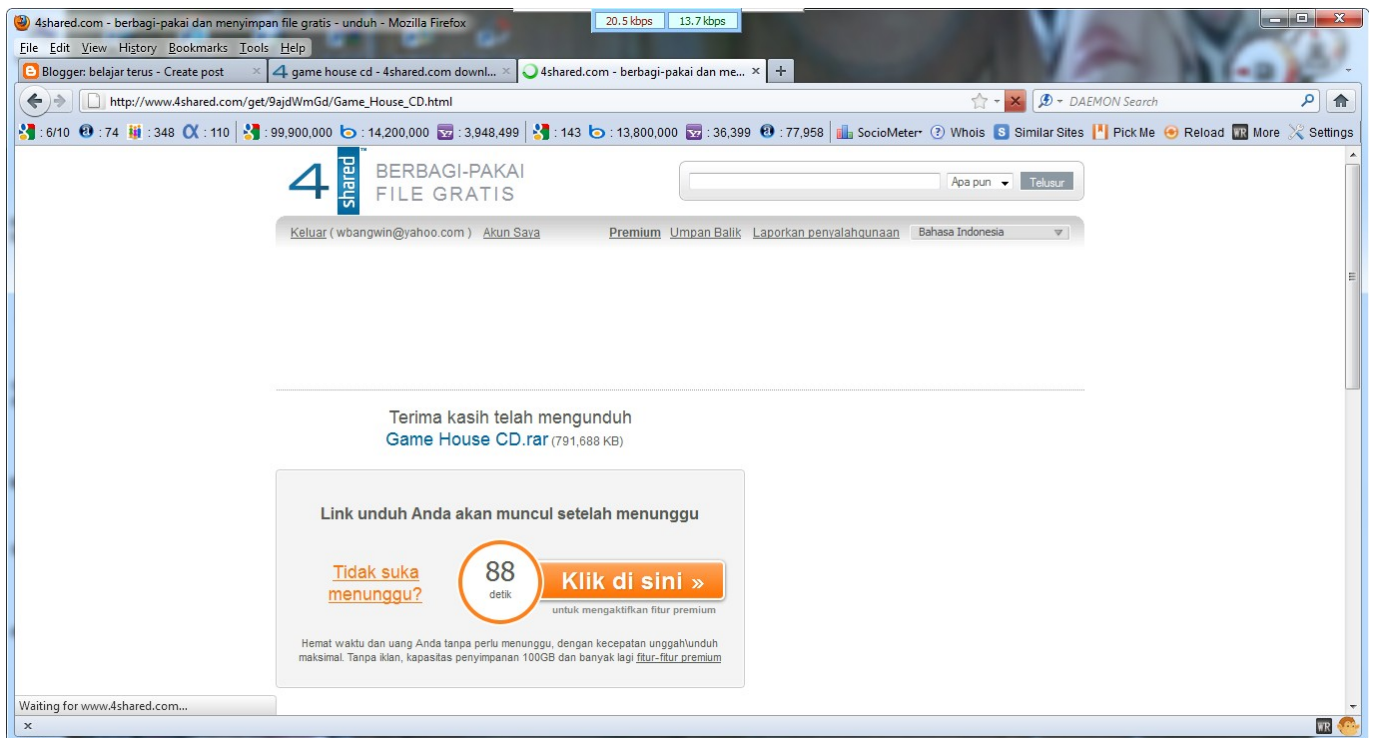 4shared.com - berbagi-pakai dan menyimpan file gratis - unduh - Mozilla Firefox
20.5 kbps 13.7 kbps
File Edit View History Bookmarks Tools Help
Blogger: belajar terus - Create post × 4 game house cd - 4shared.com downl... × 4shared.com - berbagi-pakai dan me... × +
http://www.4shared.com/get/9ajdWmGd/Game_House_CD.html DAEMON Search
: 6/10 : 74 : 348 : 110 : 99,900,000 : 14,200,000 : 3,948,499 : 143 : 13,800,000 : 36,399 : 77,958 SocioMeter Whois Similar Sites Pick Me Reload More Settings
4 shared™ BERBAGI-PAKAI
FILE GRATIS
Apa pun Telusur
Keluar ( wbangwin@yahoo.com ) Akun Saya Premium Umpan Balik Laporkan penyalahgunaan Bahasa Indonesia
Terima kasih telah mengunduh
Game House CD.rar (791,688 KB)
Link unduh Anda akan muncul setelah menunggu
Tidak suka
menunggu?
88
detik
Klik di sini »
untuk mengaktifkan fitur premium
Hemat waktu dan uang Anda tanpa perlu menunggu, dengan kecepatan unggah\unduh
maksimal. Tanpa iklan, kapasitas penyimpanan 100GB dan banyak lagi fitur-fitur premium
Waiting for www.4shared.com...
× WR